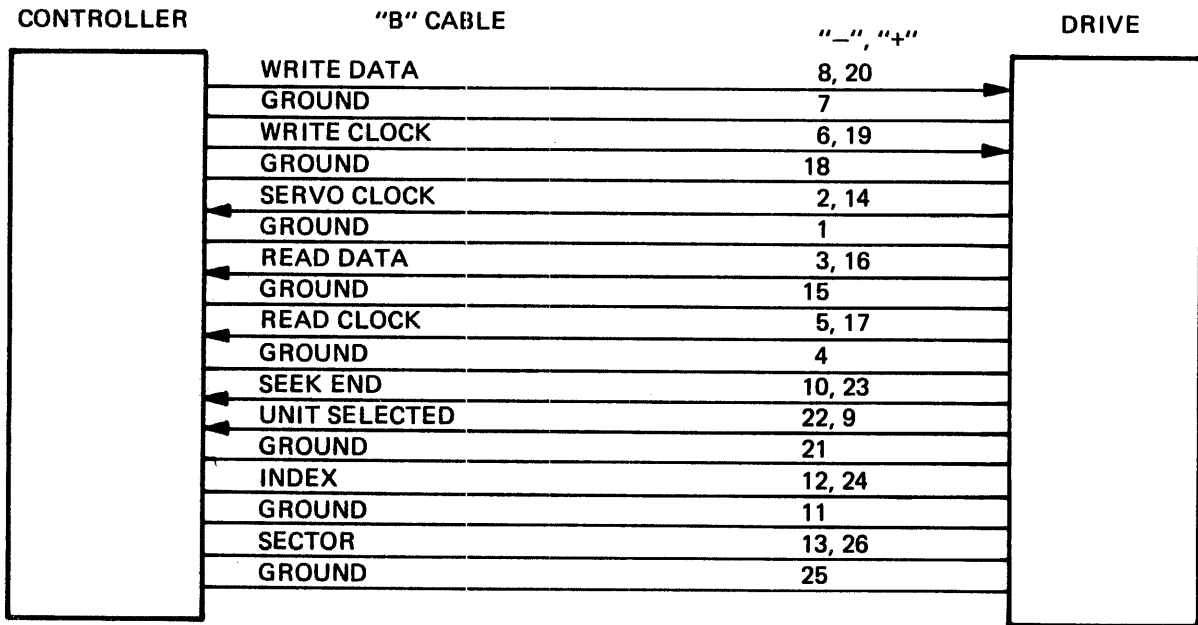 CONTROLLER "B" CABLE "—", "+" DRIVE
WRITE DATA 8, 20
GROUND 7
WRITE CLOCK 6, 19
GROUND 18
SERVO CLOCK 2, 14
GROUND 1
READ DATA 3, 16
GROUND 15
READ CLOCK 5, 17
GROUND 4
SEEK END 10, 23
UNIT SELECTED 22, 9
GROUND 21
INDEX 12, 24
GROUND 11
SECTOR 13, 26
GROUND 25